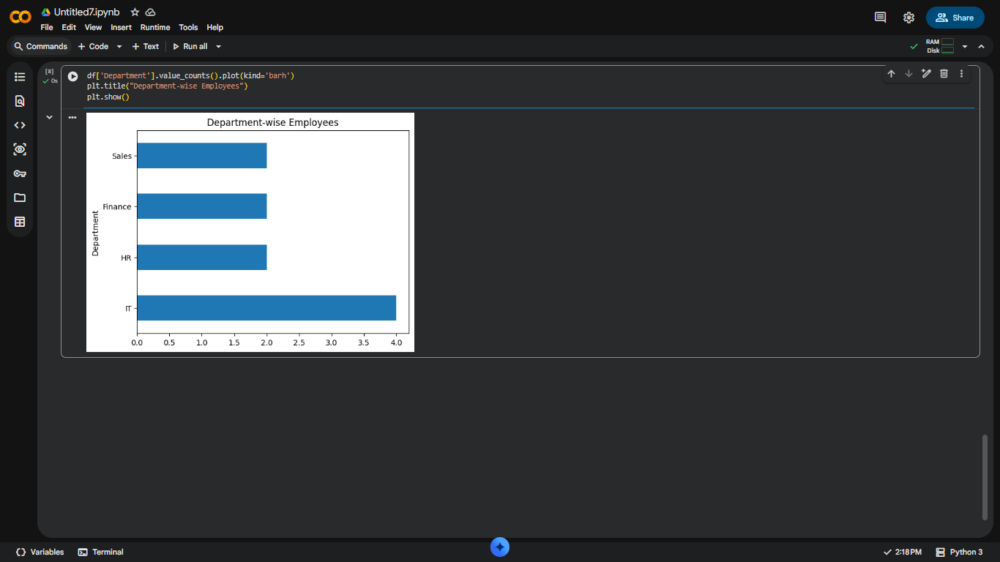 Untitled7.ipynb
File Edit View Insert Runtime Tools Help
Share
Commands + Code + Text Run all
RAM
Disk
[8]
0s
df['Department'].value_counts().plot(kind='barh')
plt.title("Department-wise Employees")
plt.show()
Department-wise Employees
Sales
Finance
HR
IT
Department
0.0 0.5 1.0 1.5 2.0 2.5 3.0 3.5 4.0
Variables Terminal
2:18 PM Python 3